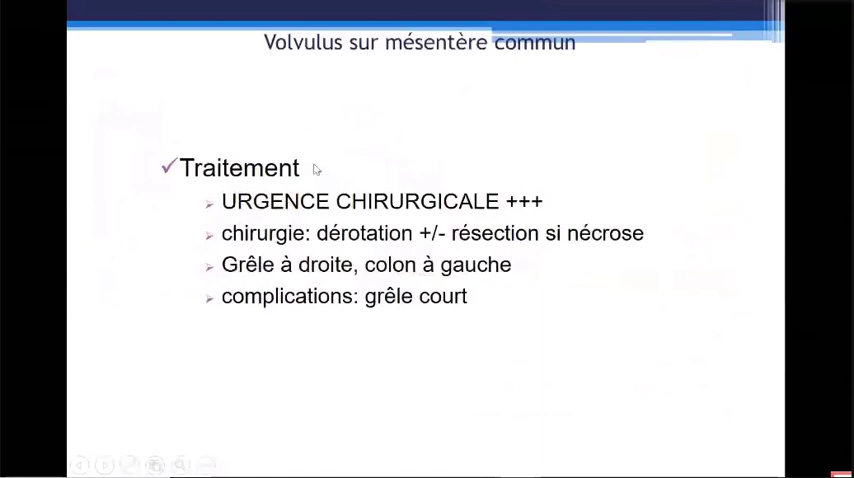 Volvulus sur mésentère commun
Traitement
URGENCE CHIRURGICALE +++
chirurgie: dérotation +/- résection si nécrose
Grêle à droite, colon à gauche
complications: grêle court